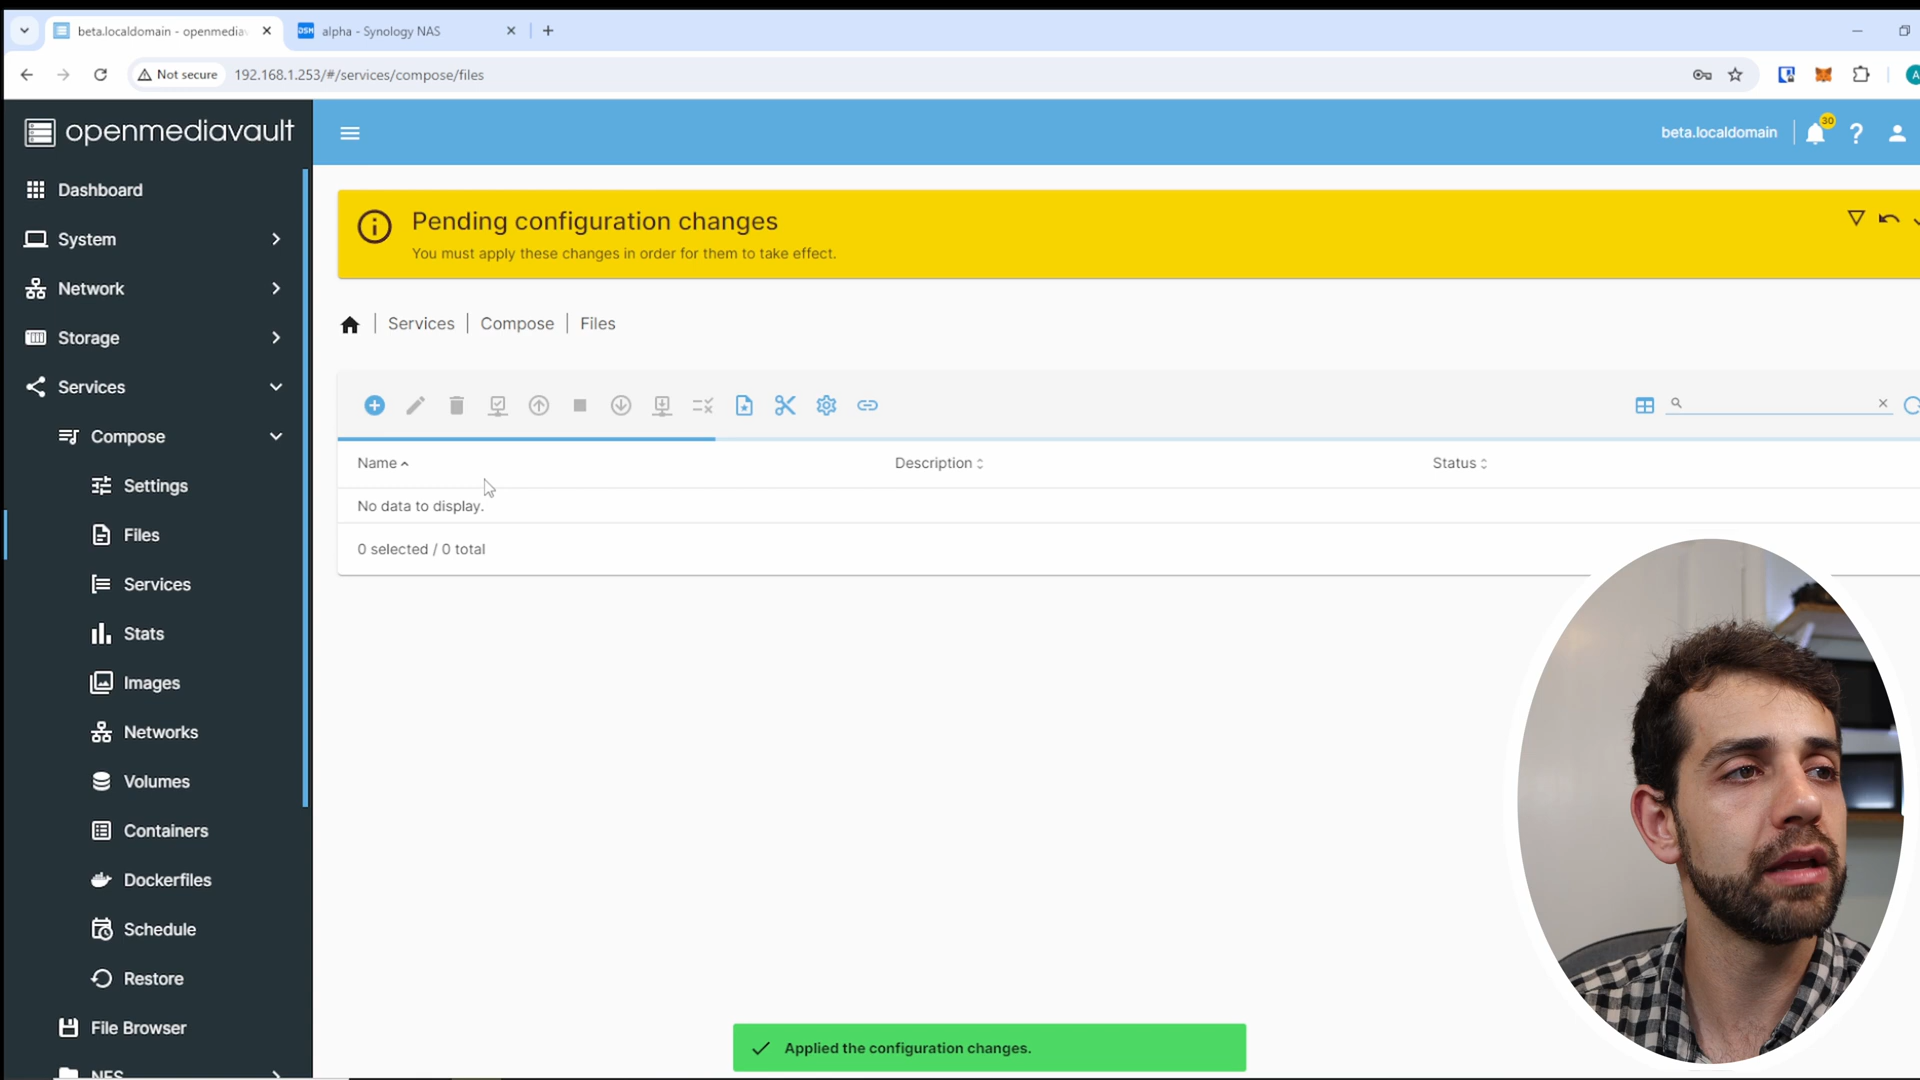 beta.localdomain - openmedia
DSM
alpha - Synology NAS
Not secure
192.168.1.253/#/services/compose/files
A
openmediavault
beta.localdomain
30
Dashboard
System
Network
Storage
Services
Compose
Settings
Files
Services
Stats
Images
Networks
Volumes
Containers
Dockerfiles
Schedule
Restore
File Browser
NFS
Pending configuration changes
You must apply these changes in order for them to take effect.
Services | Compose | Files
Name
Description
Status
No data to display.
0 selected / 0 total
Applied the configuration changes.